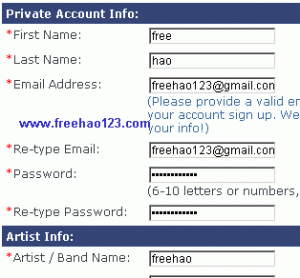 Private Account Info:
*First Name: free
*Last Name: hao
*Email Address: freehao123@gmail.con
(Please provide a valid er
www.freehao123.com your account sign up. We
your info!)
*Re-type Email: freehao123@gmail.con
*Password: ••••••••••••
(6-10 letters or numbers,
*Re-type Password: ••••••••••••
Artist Info:
*Artist / Band Name: freehao